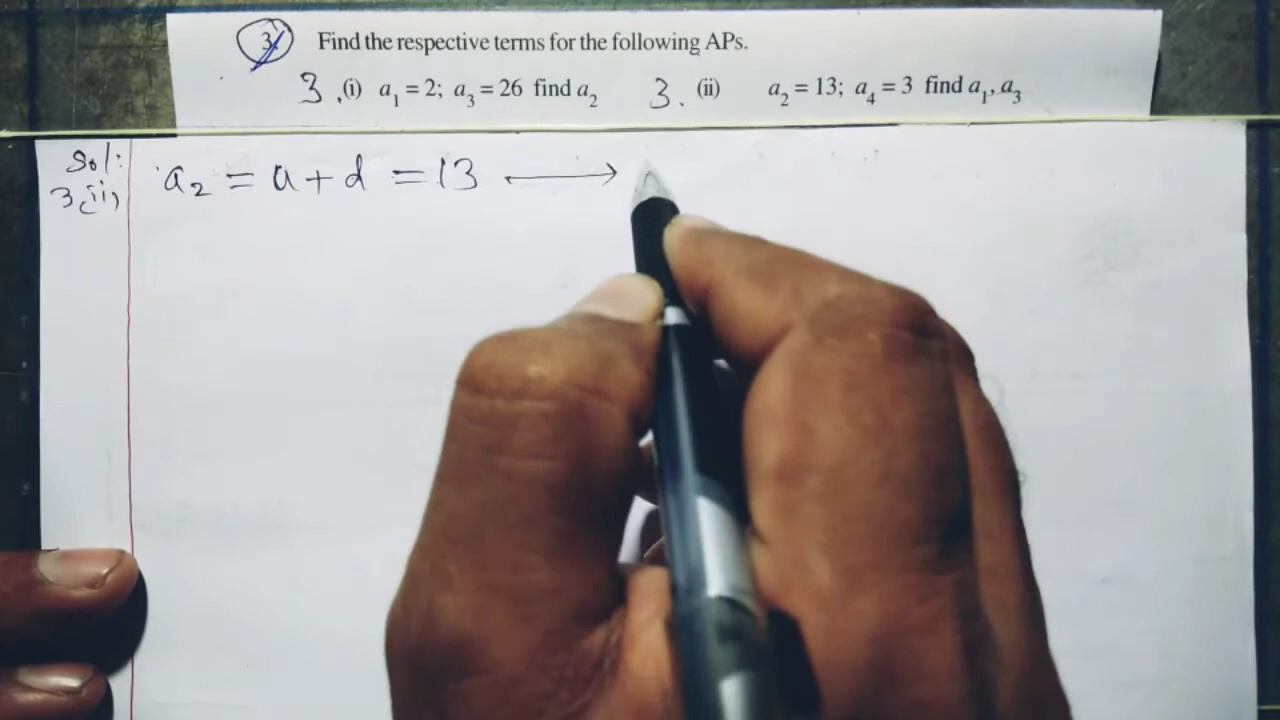 3 Find the respective terms for the following APs.
3. (i) a₁ = 2; a₃ = 26 find a₂ 3. (ii) a₂ = 13; a₄ = 3 find a₁, a₃
Sol:
3(ii) a₂ = a + d = 13 ⟶